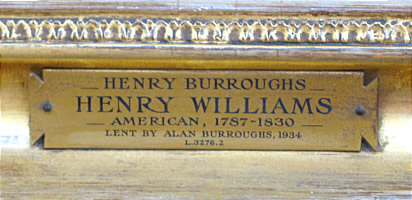 HENRY BURROUGHS
HENRY WILLIAMS
AMERICAN, 1787-1830
LENT BY ALAN BURROUGHS, 1934
L.3276.2